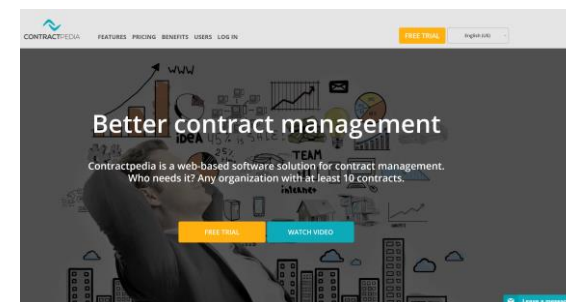 CONTRACTPEDIA
FEATURES PRICING BENEFITS USERS LOG IN
FREE TRIAL
English (US)
WWW
IDEA
45%
25%
TEAM
internet
Better contract management
Contractpedia is a web-based software solution for contract management.
Who needs it? Any organization with at least 10 contracts.
FREE TRIAL
WATCH VIDEO